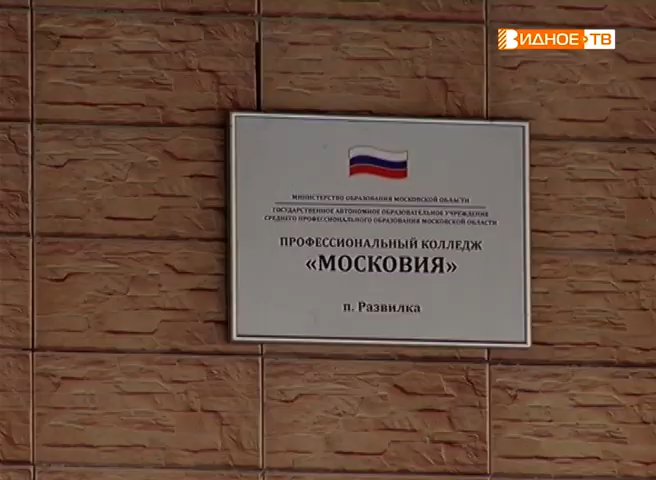 ВИДНОЕ ТВ
МИНИСТЕРСТВО ОБРАЗОВАНИЯ МОСКОВСКОЙ ОБЛАСТИ
ГОСУДАРСТВЕННОЕ АВТОНОМНОЕ ОБРАЗОВАТЕЛЬНОЕ УЧРЕЖДЕНИЕ
СРЕДНЕГО ПРОФЕССИОНАЛЬНОГО ОБРАЗОВАНИЯ МОСКОВСКОЙ ОБЛАСТИ
ПРОФЕССИОНАЛЬНЫЙ КОЛЛЕДЖ
«МОСКОВИЯ»
п. Развилка